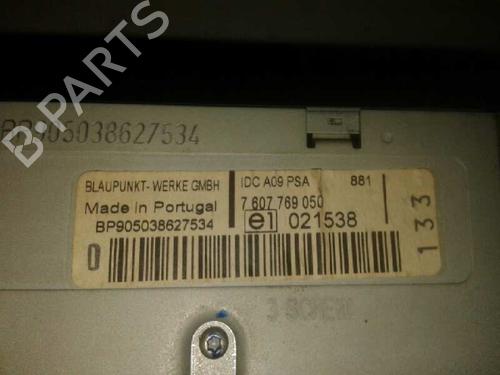 BP905038627534
BLAUPUNKT-WERKE GMBH
IDC A09 PSA 881
Made in Portugal
7 607 769 050
BP905038627534
e1 021538
D
133
B-PARTS